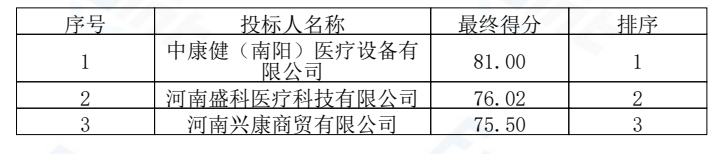 序号 投标人名称 最终得分 排序
1 中康健（南阳）医疗设备有限公司 81.00 1
2 河南盛科医疗科技有限公司 76.02 2
3 河南兴康商贸有限公司 75.50 3